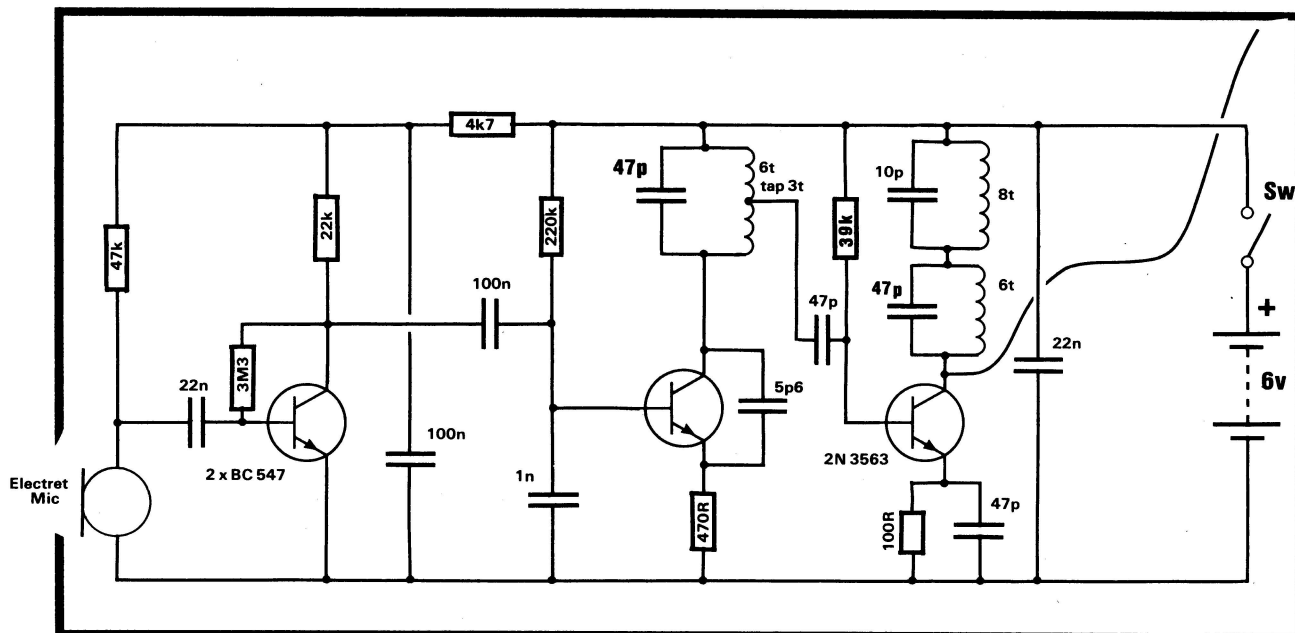 4k7
47p
6t
tap 3t
10p
8t
Sw
47k
22k
220k
39k
100n
47p
6t
47p
+
22n
3M3
22n
5p6
6v
100n
2 x BC 547
2N 3563
Electret
Mic
1n
470R
100R
47p